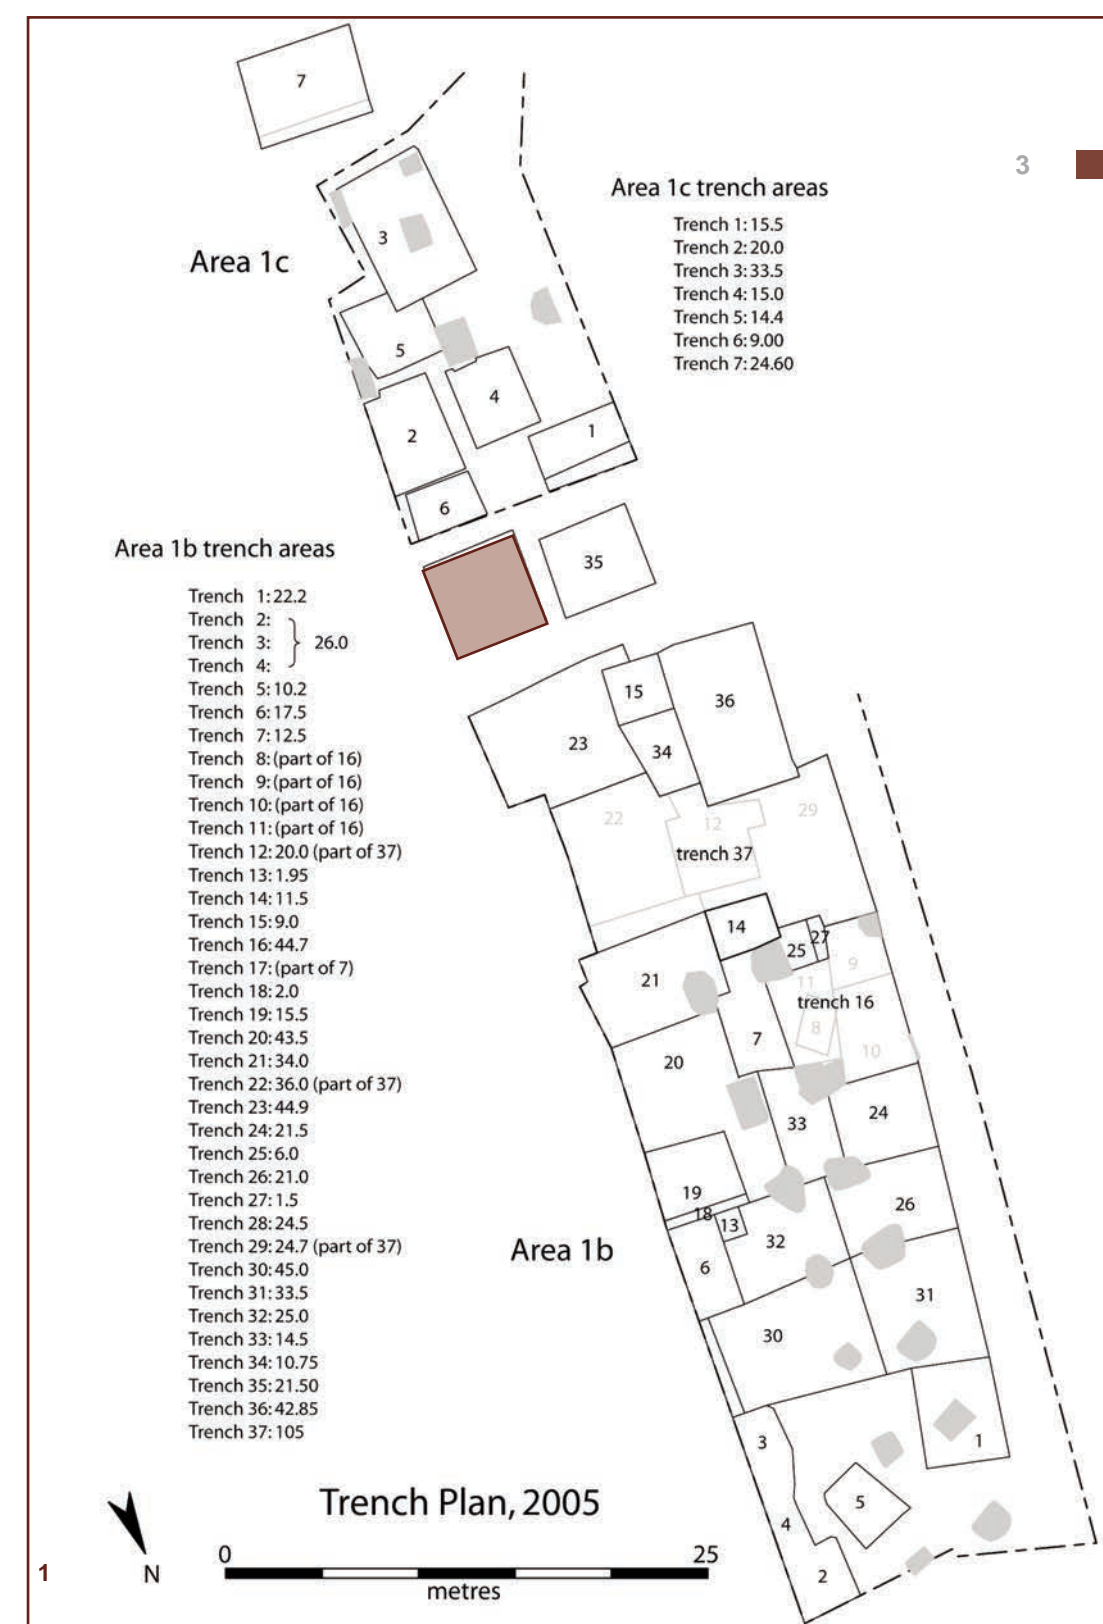 7
3
Area 1c trench areas
Trench 1: 15.5
Trench 2: 20.0
Trench 3: 33.5
Trench 4: 15.0
Trench 5: 14.4
Trench 6: 9.00
Trench 7: 24.60
3
Area 1c
5
4
2
1
6
Area 1b trench areas
35
Trench 1: 22.2
Trench 2:
Trench 3:
Trench 4:
26.0
Trench 5: 10.2
Trench 6: 17.5
Trench 7: 12.5
Trench 8: (part of 16)
Trench 9: (part of 16)
Trench 10: (part of 16)
Trench 11: (part of 16)
Trench 12: 20.0 (part of 37)
Trench 13: 1.95
Trench 14: 11.5
Trench 15: 9.0
Trench 16: 44.7
Trench 17: (part of 7)
Trench 18: 2.0
Trench 19: 15.5
Trench 20: 43.5
Trench 21: 34.0
Trench 22: 36.0 (part of 37)
Trench 23: 44.9
Trench 24: 21.5
Trench 25: 6.0
Trench 26: 21.0
Trench 27: 1.5
Trench 28: 24.5
Trench 29: 24.7 (part of 37)
Trench 30: 45.0
Trench 31: 33.5
Trench 32: 25.0
Trench 33: 14.5
Trench 34: 10.75
Trench 35: 21.50
Trench 36: 42.85
Trench 37: 105
15
36
23
34
22
12
29
trench 37
14
27
25
9
21
11
trench 16
8
7
10
20
33
24
19
18
13
26
32
Area 1b
6
31
30
3
1
5
4
2
Trench Plan, 2005
0
25
metres
N
1